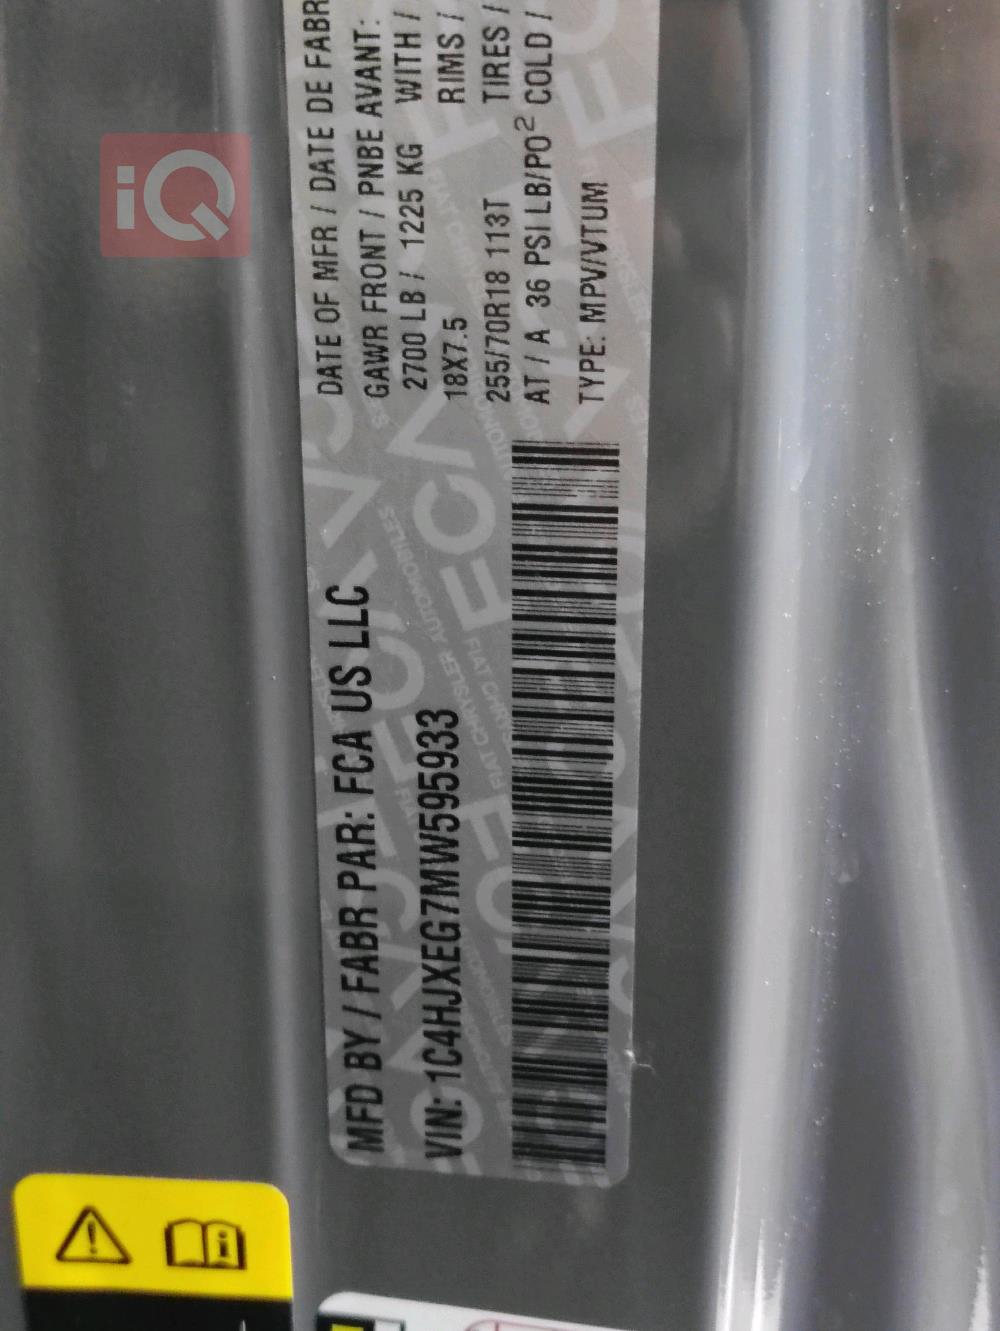 iQ
MFD BY / FABR PAR: FCA US LLC
VIN: 1C4HJXEG7MW595933
DATE OF MFR / DATE DE FABR
GAWR FRONT / PNBE AVANT:
2700 LB / 1225 KG WITH /
18X7.5 RIMS /
255/70R18 113T TIRES /
AT / A 36 PSI LB/PO² COLD /
TYPE: MPV/VTUM